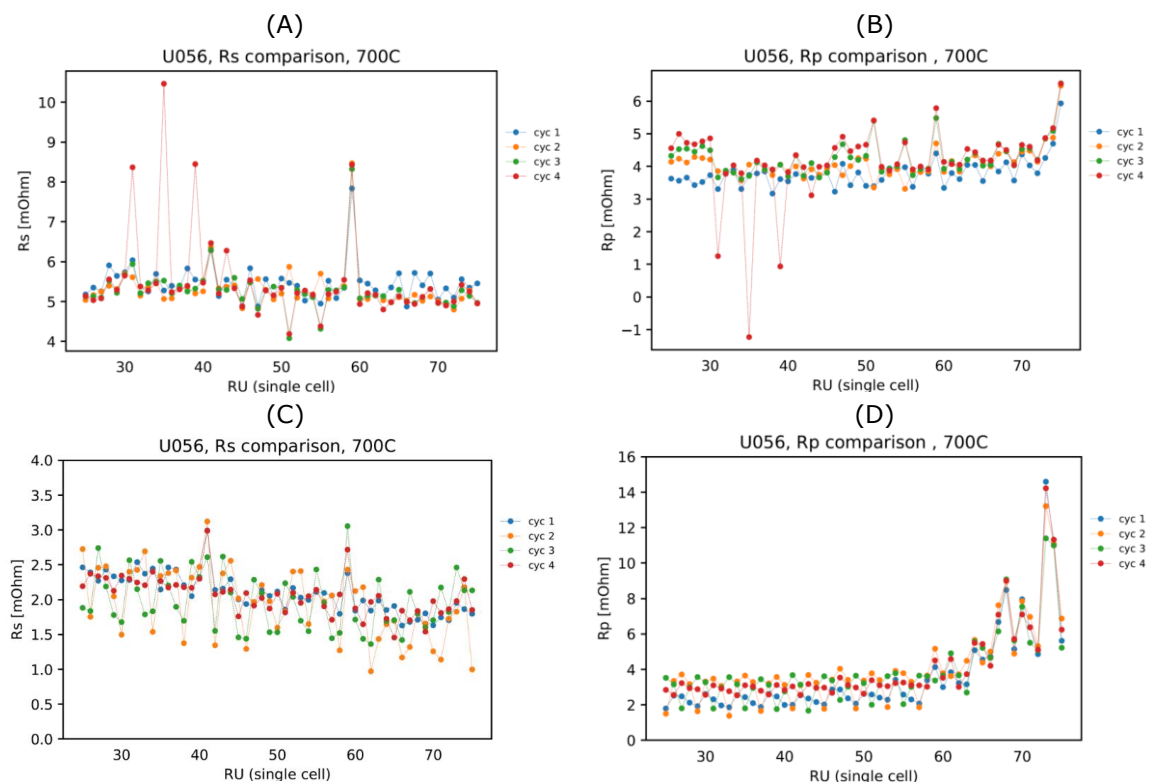 (A)
U056, Rs comparison, 700C
Rs [mOhm]
10
9
8
7
6
5
4
30
40
50
60
70
RU (single cell)
cyc 1
cyc 2
cyc 3
cyc 4
(B)
U056, Rp comparison , 700C
Rp [mOhm]
6
5
4
3
2
1
0
−1
30
40
50
60
70
RU (single cell)
cyc 1
cyc 2
cyc 3
cyc 4
(C)
U056, Rs comparison, 700C
Rs [mOhm]
4.0
3.5
3.0
2.5
2.0
1.5
1.0
0.5
0.0
30
40
50
60
70
RU (single cell)
cyc 1
cyc 2
cyc 3
cyc 4
(D)
U056, Rp comparison , 700C
Rp [mOhm]
16
14
12
10
8
6
4
2
0
30
40
50
60
70
RU (single cell)
cyc 1
cyc 2
cyc 3
cyc 4